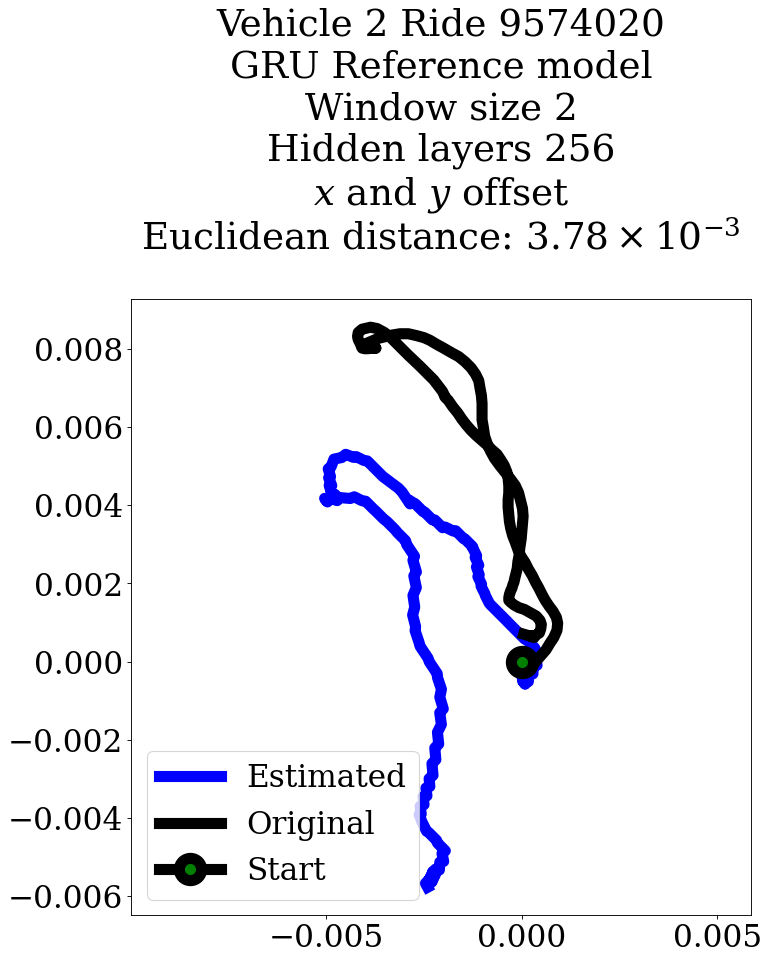 Vehicle 2 Ride 9574020
GRU Reference model
Window size 2
Hidden layers 256
x and y offset
Euclidean distance: 3.78 × 10⁻³
0.008
0.006
0.004
0.002
0.000
−0.002
−0.004
−0.006
Estimated
Original
Start
−0.005
0.000
0.005